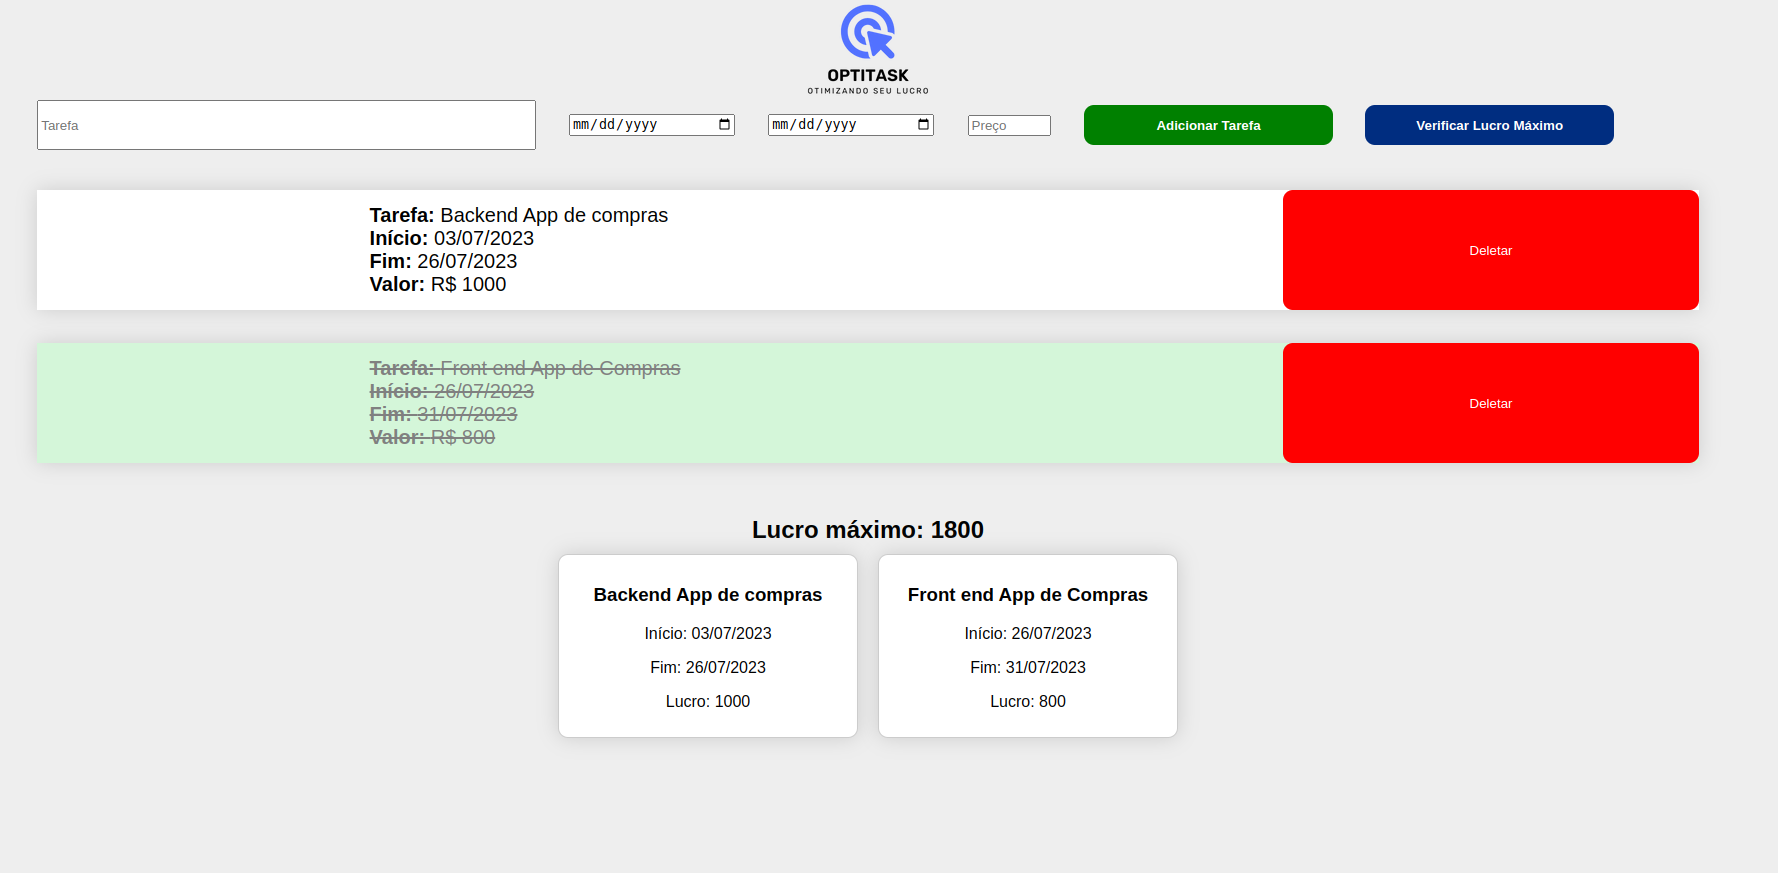 OPTITASK
OTIMIZANDO SEU LUCRO
Tarefa
mm/dd/yyyy
mm/dd/yyyy
Preço
Adicionar Tarefa
Verificar Lucro Máximo
Tarefa: Backend App de compras
Início: 03/07/2023
Fim: 26/07/2023
Valor: R$ 1000
Deletar
Tarefa: Front end App de Compras
Início: 26/07/2023
Fim: 31/07/2023
Valor: R$ 800
Deletar
Lucro máximo: 1800
Backend App de compras
Início: 03/07/2023
Fim: 26/07/2023
Lucro: 1000
Front end App de Compras
Início: 26/07/2023
Fim: 31/07/2023
Lucro: 800